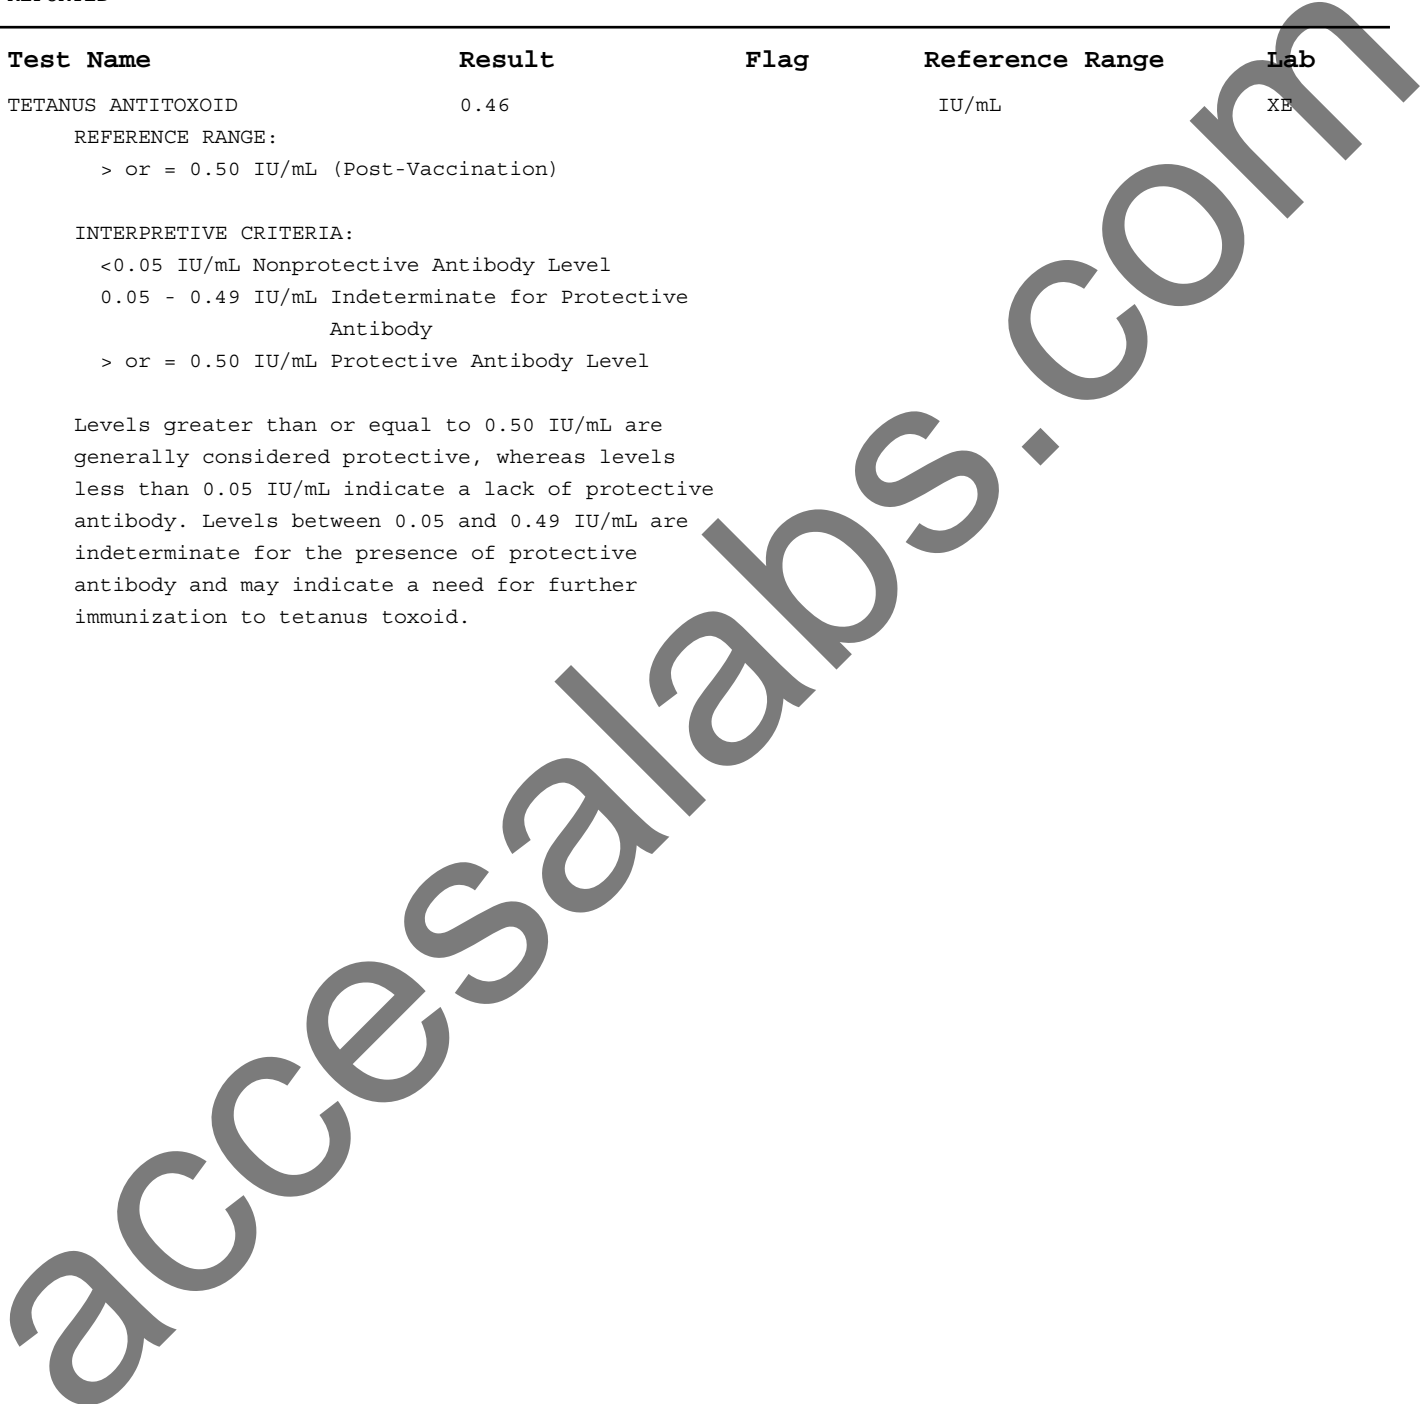 Test Name Result Flag Reference Range Lab
TETANUS ANTITOXOID 0.46 IU/mL XE
REFERENCE RANGE:
> or = 0.50 IU/mL (Post-Vaccination)
INTERPRETIVE CRITERIA:
<0.05 IU/mL Nonprotective Antibody Level
0.05 - 0.49 IU/mL Indeterminate for Protective
Antibody
> or = 0.50 IU/mL Protective Antibody Level
Levels greater than or equal to 0.50 IU/mL are
generally considered protective, whereas levels
less than 0.05 IU/mL indicate a lack of protective
antibody. Levels between 0.05 and 0.49 IU/mL are
indeterminate for the presence of protective
antibody and may indicate a need for further
immunization to tetanus toxoid.
accesalabs.com